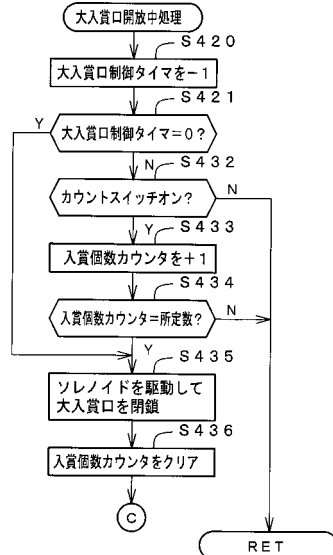 大入賞口開放中処理
S420
大入賞口制御タイマを−1
S421
Y
大入賞口制御タイマ=0?
N
S432
カウントスイッチオン?
N
Y
S433
入賞個数カウンタを+1
S434
入賞個数カウンタ=所定数?
N
Y
S435
ソレノイドを駆動して
大入賞口を閉鎖
S436
入賞個数カウンタをクリア
C
RET